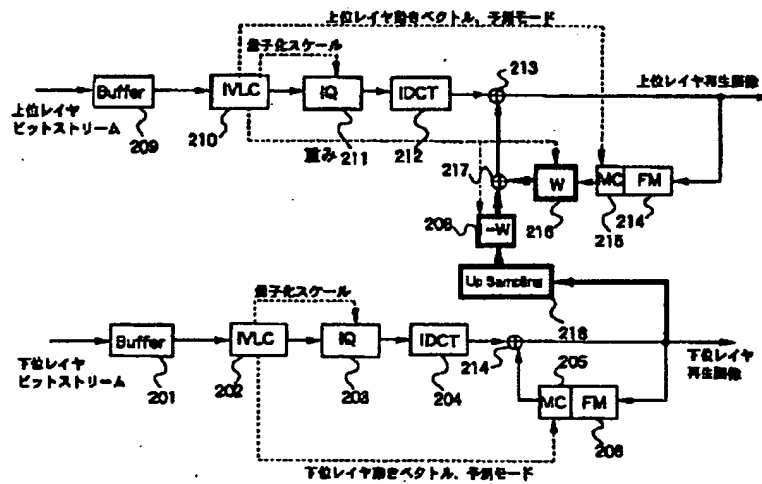 上位レイヤ動きベクトル、予測モード
量子化スケール
213
上位レイヤ再生画像
Buffer
IVLC
IQ
IDCT
上位レイヤ
ビットストリーム
209
210
重み
211
212
217
W
MC
FM
214
215
216
208
-W
Up Sampling
218
量子化スケール
Buffer
IVLC
IQ
IDCT
下位レイヤ
ビットストリーム
201
202
203
204
214
205
下位レイヤ
再生画像
MC
FM
206
下位レイヤ動きベクトル、予測モード